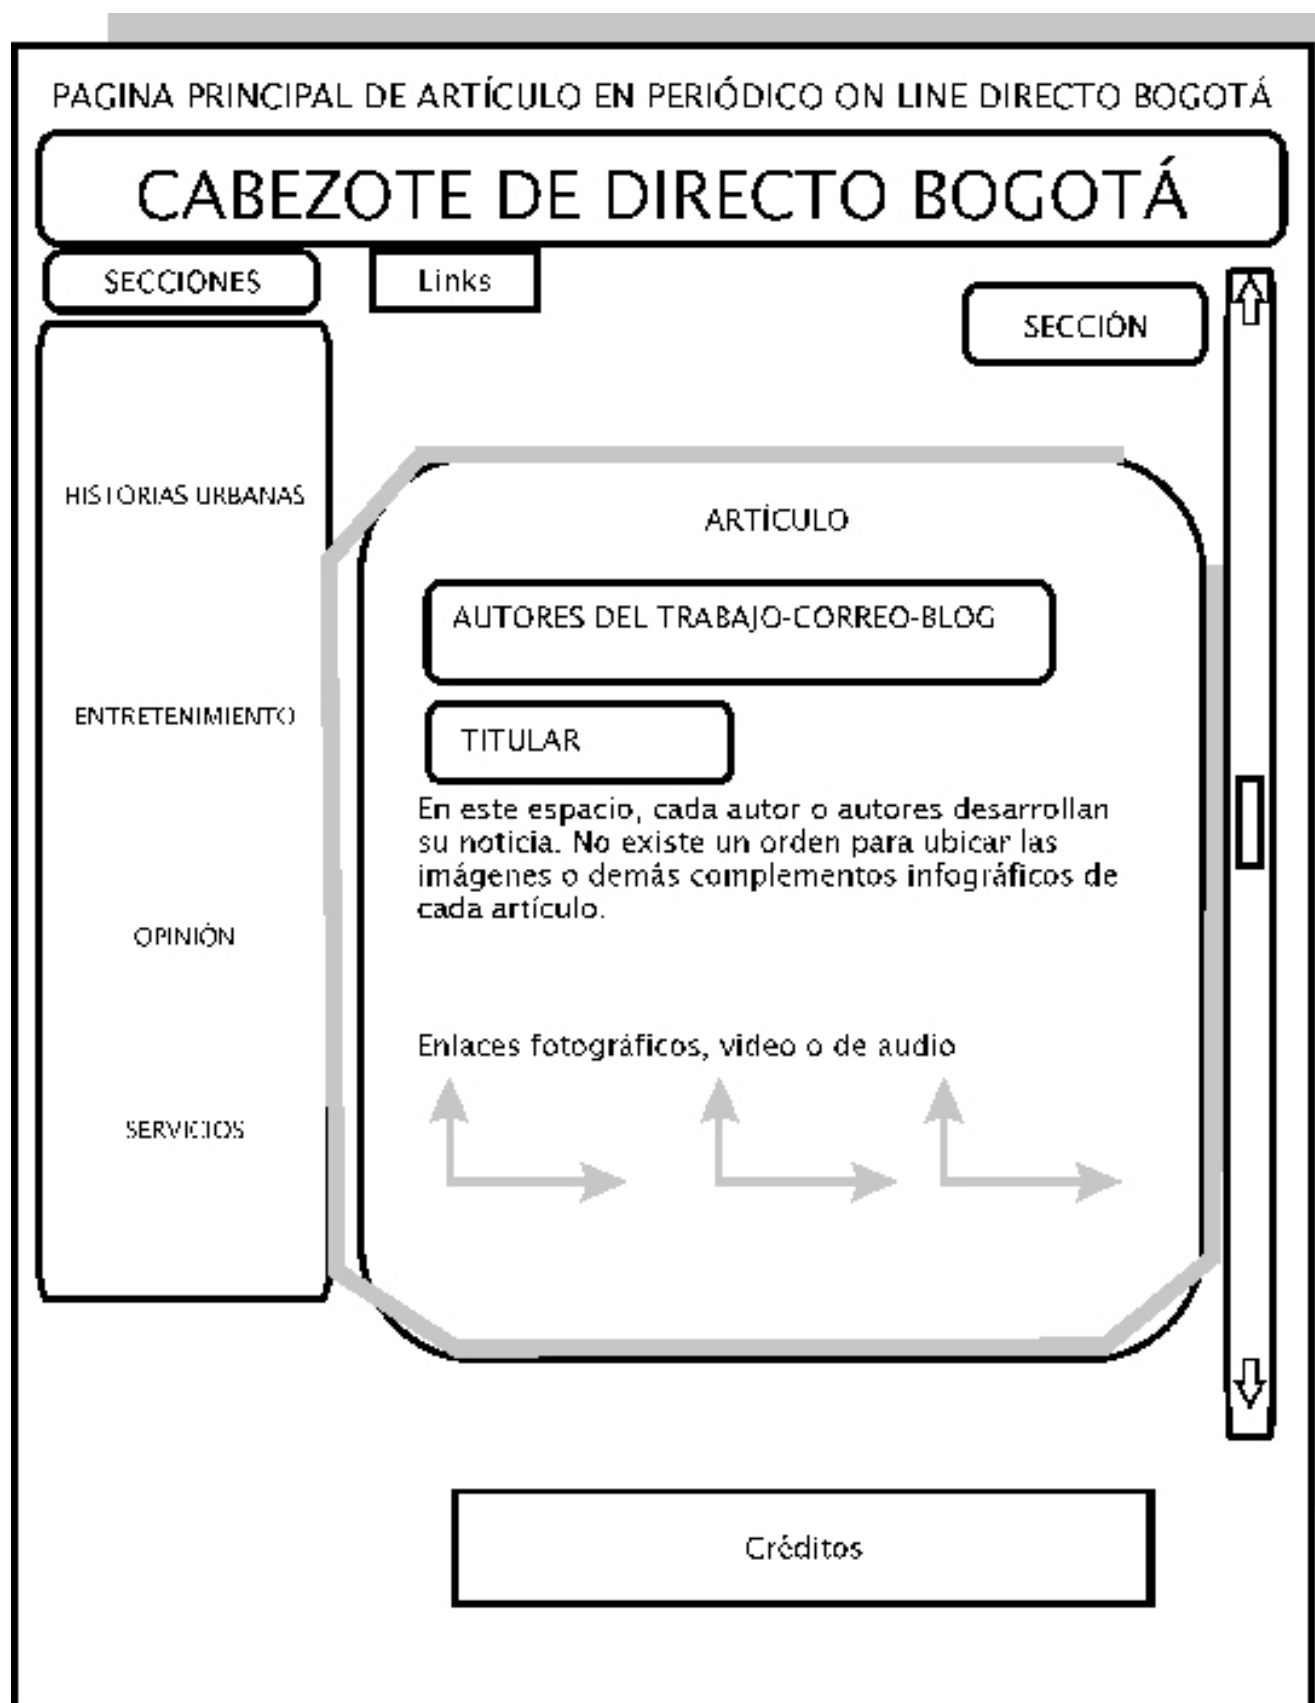 PAGINA PRINCIPAL DE ARTÍCULO EN PERIÓDICO ON LINE DIRECTO BOGOTÁ
CABEZOTE DE DIRECTO BOGOTÁ
SECCIONES
Links
SECCIÓN
HISTORIAS URBANAS
ENTRETENIMIENTO
OPINIÓN
SERVICIOS
ARTÍCULO
AUTORES DEL TRABAJO-CORREO-BLOG
TITULAR
En este espacio, cada autor o autores desarrollan
su noticia. No existe un orden para ubicar las
imágenes o demás complementos infográficos de
cada artículo.
Enlaces fotográficos, video o de audio
Créditos